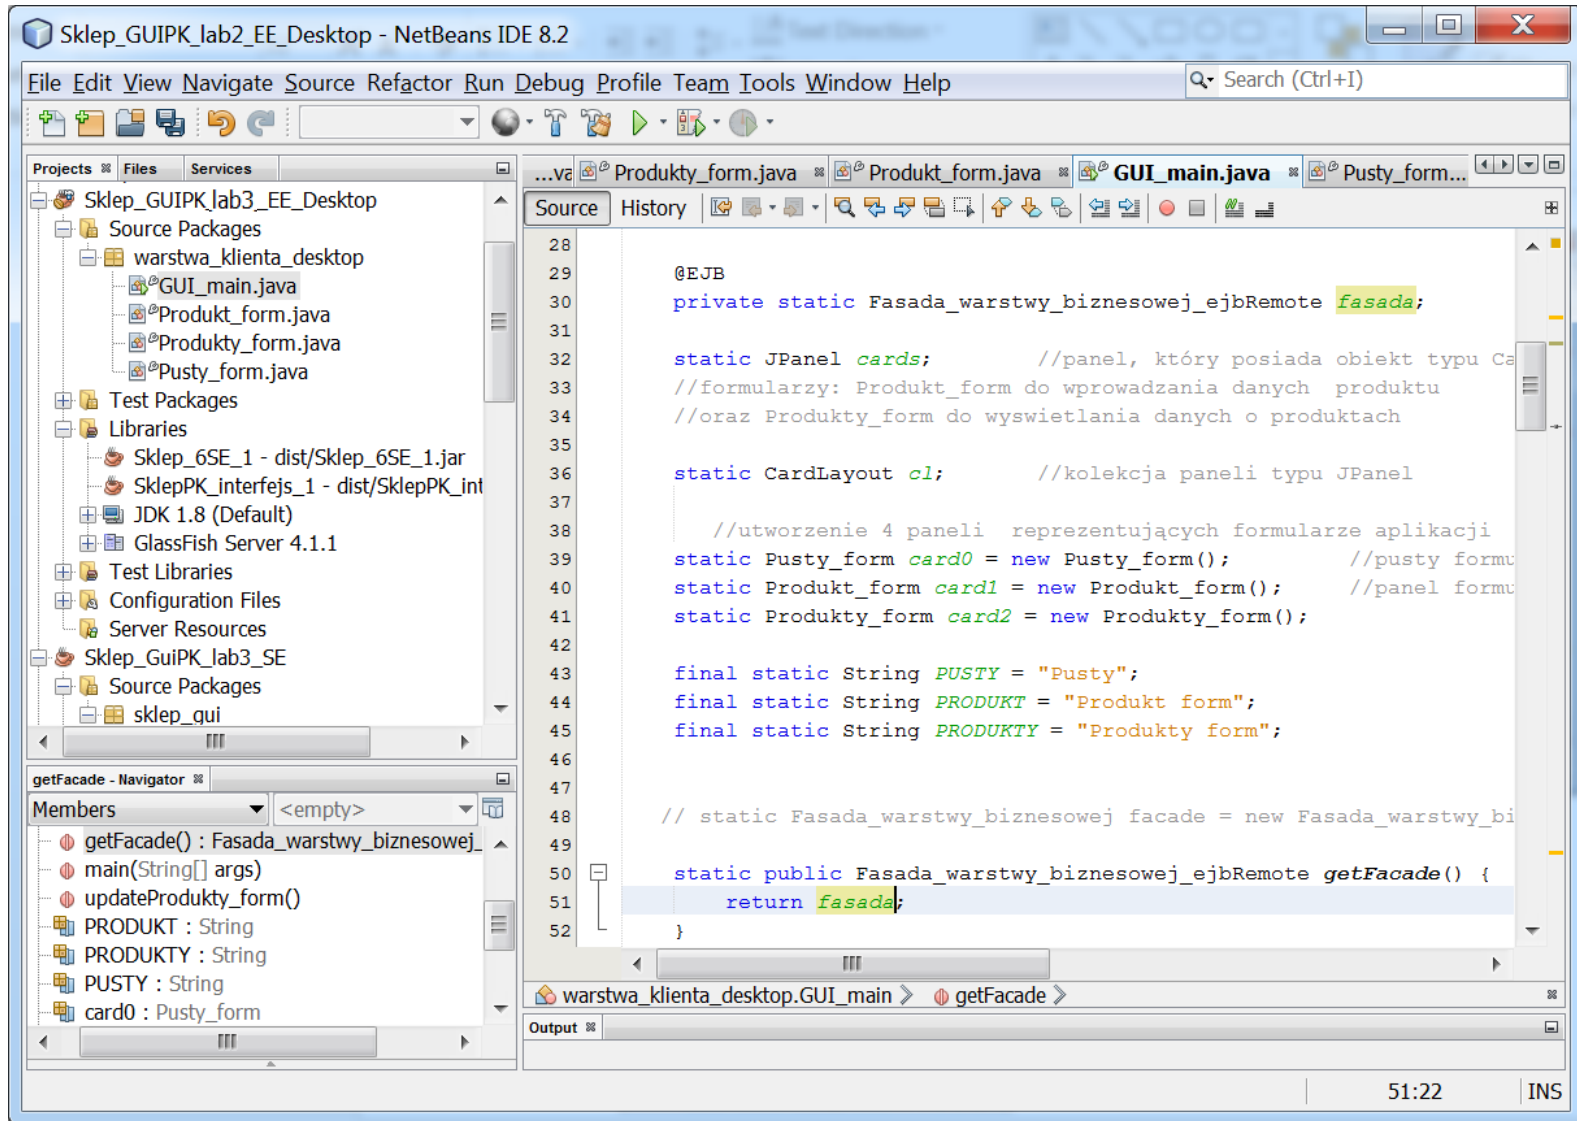 Sklep_GUIPK_lab2_EE_Desktop - NetBeans IDE 8.2
File Edit View Navigate Source Refactor Run Debug Profile Team Tools Window Help
Search (Ctrl+I)
Projects Files Services
Sklep_GUIPK_lab3_EE_Desktop
Source Packages
warstwa_klienta_desktop
GUI_main.java
Produkt_form.java
Produkty_form.java
Pusty_form.java
Test Packages
Libraries
Sklep_6SE_1 - dist/Sklep_6SE_1.jar
SklepPK_interfejs_1 - dist/SklepPK_int
JDK 1.8 (Default)
GlassFish Server 4.1.1
Test Libraries
Configuration Files
Server Resources
Sklep_GuiPK_lab3_SE
Source Packages
sklep_gui
getFacade - Navigator
Members <empty>
getFacade() : Fasada_warstwy_biznesowej_
main(String[] args)
updateProdukty_form()
PRODUKT : String
PRODUKTY : String
PUSTY : String
card0 : Pusty_form
...va Produkty_form.java Produkt_form.java GUI_main.java Pusty_form...
Source History
28
29 @EJB
30 private static Fasada_warstwy_biznesowej_ejbRemote fasada;
31
32 static JPanel cards; //panel, który posiada obiekt typu Ca
33 //formularzy: Produkt_form do wprowadzania danych produktu
34 //oraz Produkty_form do wyswietlania danych o produktach
35
36 static CardLayout cl; //kolekcja paneli typu JPanel
37
38 //utworzenie 4 paneli reprezentujących formularze aplikacji
39 static Pusty_form card0 = new Pusty_form(); //pusty formu
40 static Produkt_form card1 = new Produkt_form(); //panel formu
41 static Produkty_form card2 = new Produkty_form();
42
43 final static String PUSTY = "Pusty";
44 final static String PRODUKT = "Produkt form";
45 final static String PRODUKTY = "Produkty form";
46
47
48 // static Fasada_warstwy_biznesowej facade = new Fasada_warstwy_bi
49
50 static public Fasada_warstwy_biznesowej_ejbRemote getFacade() {
51 return fasada;
52 }
warstwa_klienta_desktop.GUI_main getFacade
Output
51:22 INS